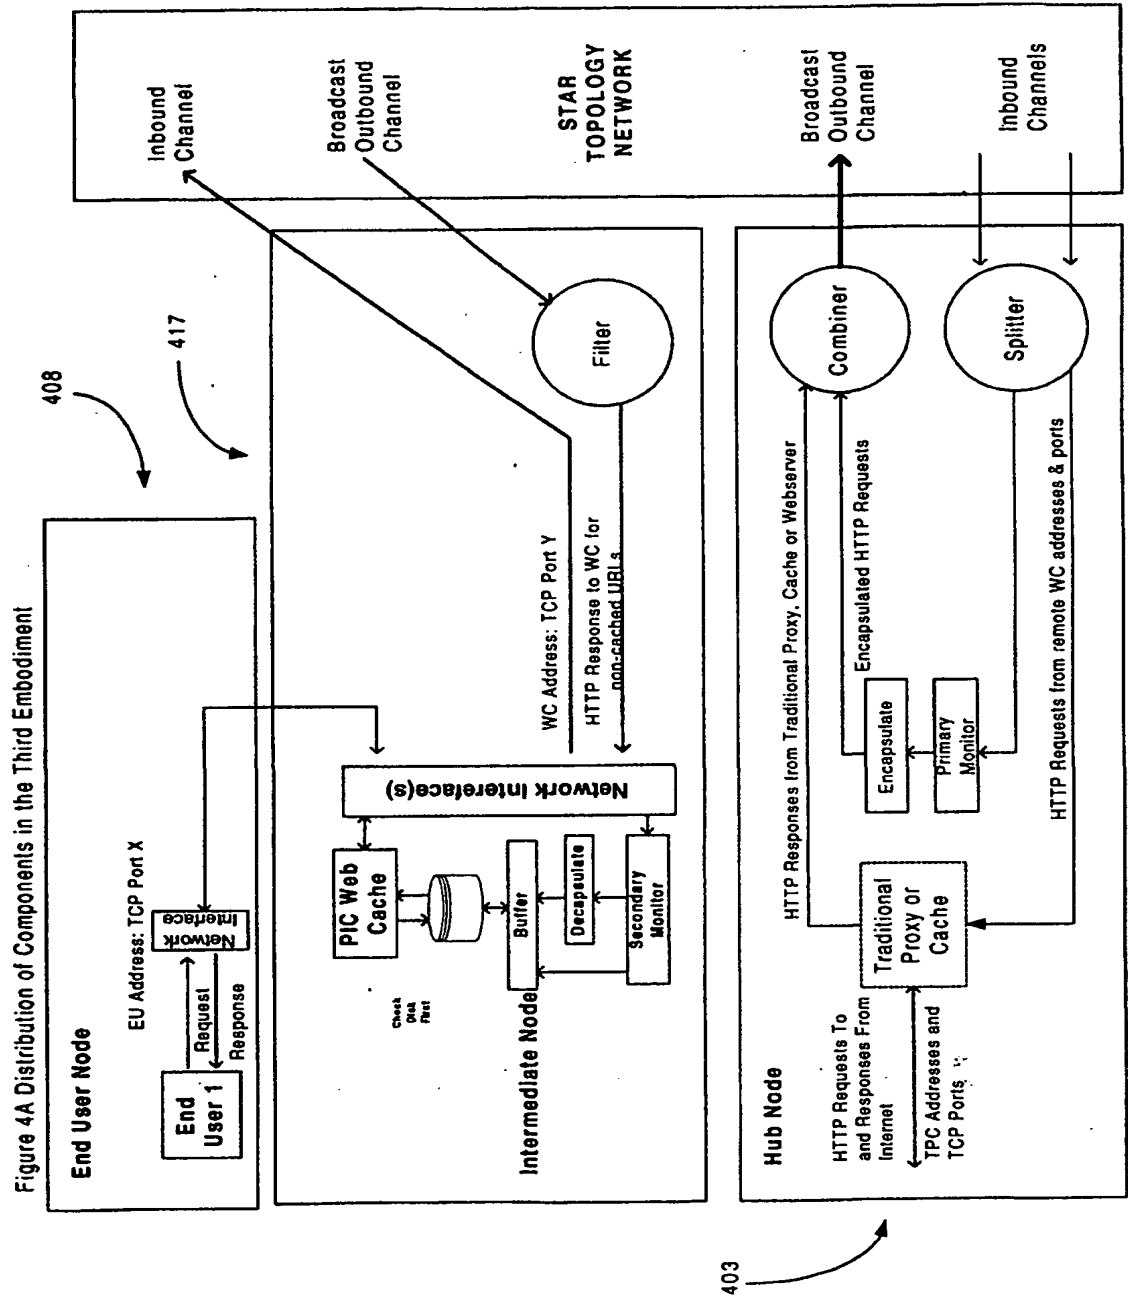 Figure 4A Distribution of Components in the Third Embodiment
End User Node
End
User 1
Request
Response
EU Address: TCP Port X
Network
Interface
408
417
Intermediate Node
Check
Disk
First
PIC Web
Cache
Buffer
Decapsulate
Secondary
Monitor
Network Intereface(s)
WC Address: TCP Port Y
HTTP Response to WC for
non-cached URLs
Filter
Inbound
Channel
Broadcast
Outbound
Channel
STAR
TOPOLOGY
NETWORK
Broadcast
Outbound
Channel
Inbound
Channels
Hub Node
HTTP Requests To
and Responses From
Internet
TPC Addresses and
TCP Ports
Traditional
Proxy or
Cache
HTTP Responses from Traditional Proxy, Cache or Webserver
Encapsulated HTTP Requests
Encapsulate
Primary
Monitor
HTTP Requests from remote WC addresses & ports
Combiner
Splitter
403